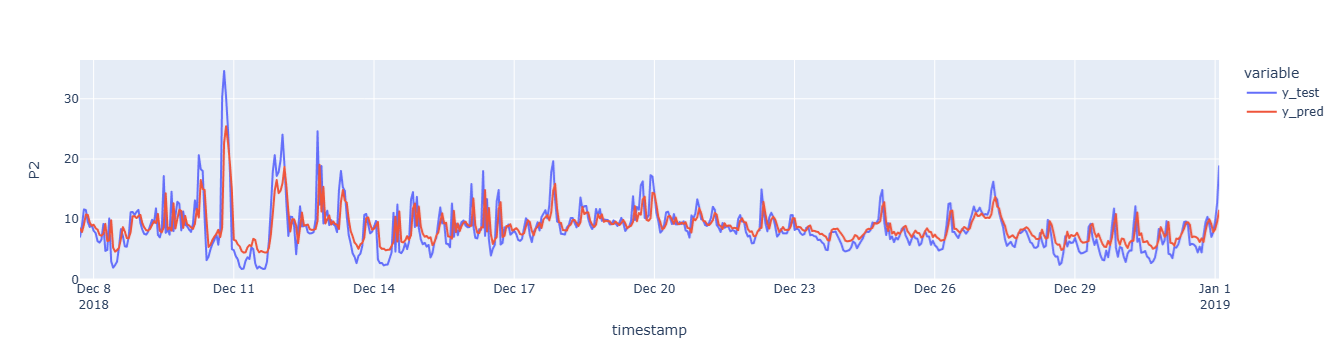 variable
y_test
y_pred
P2
30
20
10
0
Dec 8
2018
Dec 11
Dec 14
Dec 17
Dec 20
Dec 23
Dec 26
Dec 29
Jan 1
2019
timestamp